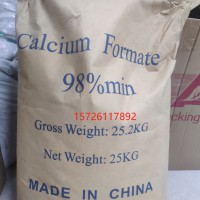 Calcium Formate
98%min
15726117892
Gross Weight: 25.2KG
Net Weight: 25KG
MADE IN CHINA